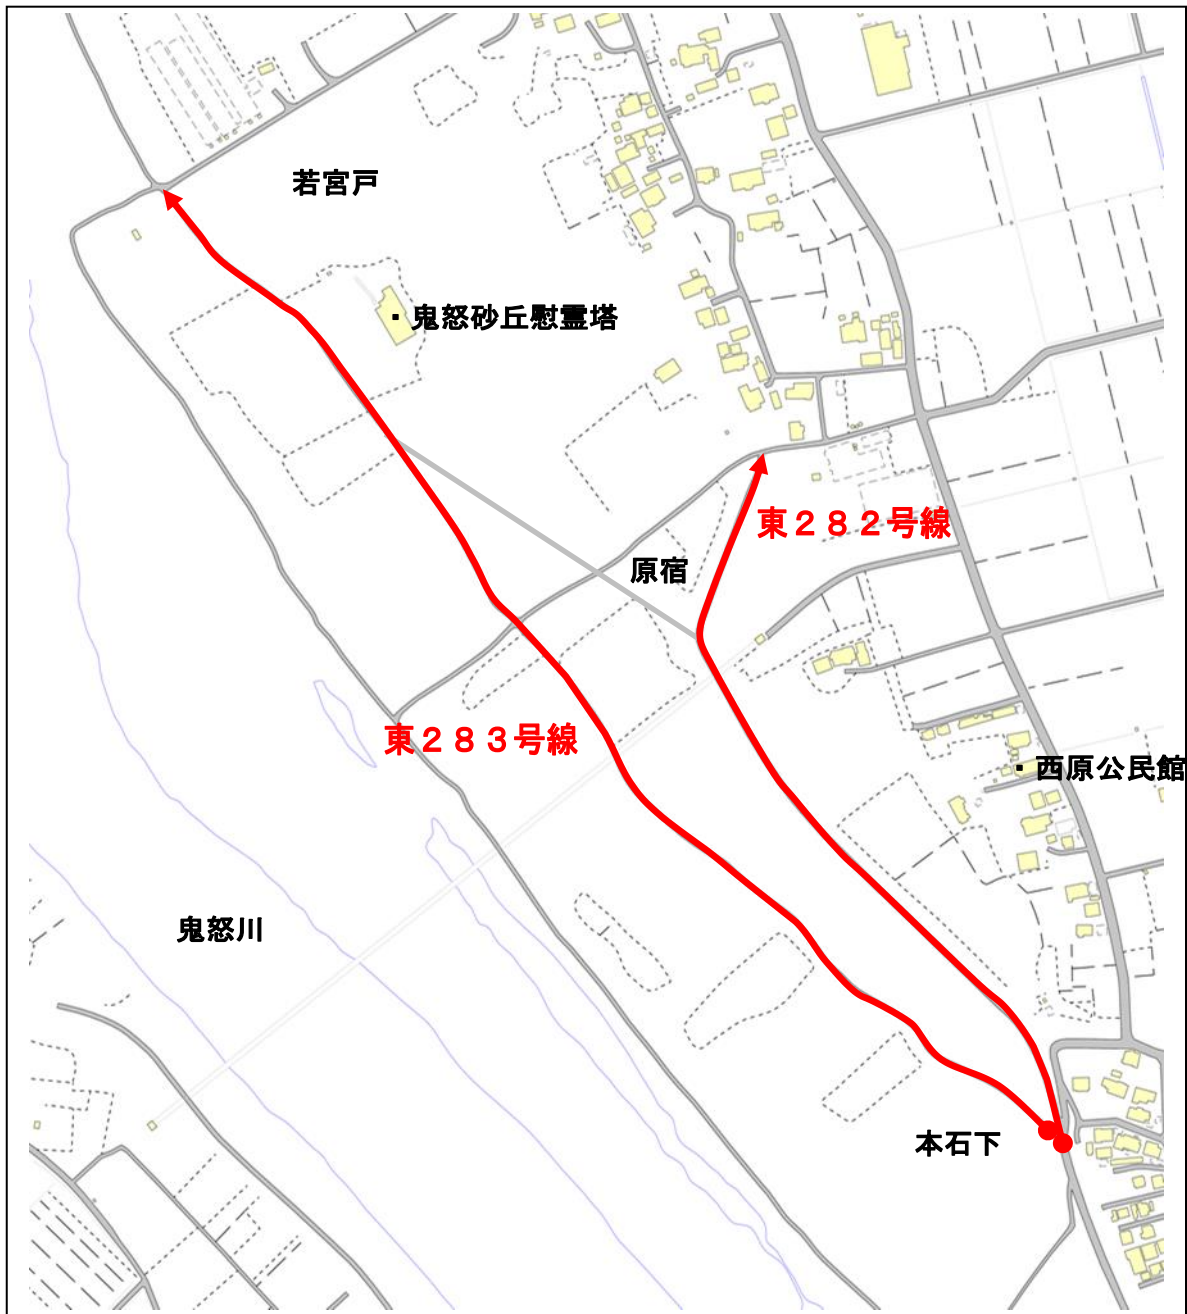 若宮戸
鬼怒砂丘慰霊塔
東２８２号線
原宿
東２８３号線
西原公民館
鬼怒川
本石下